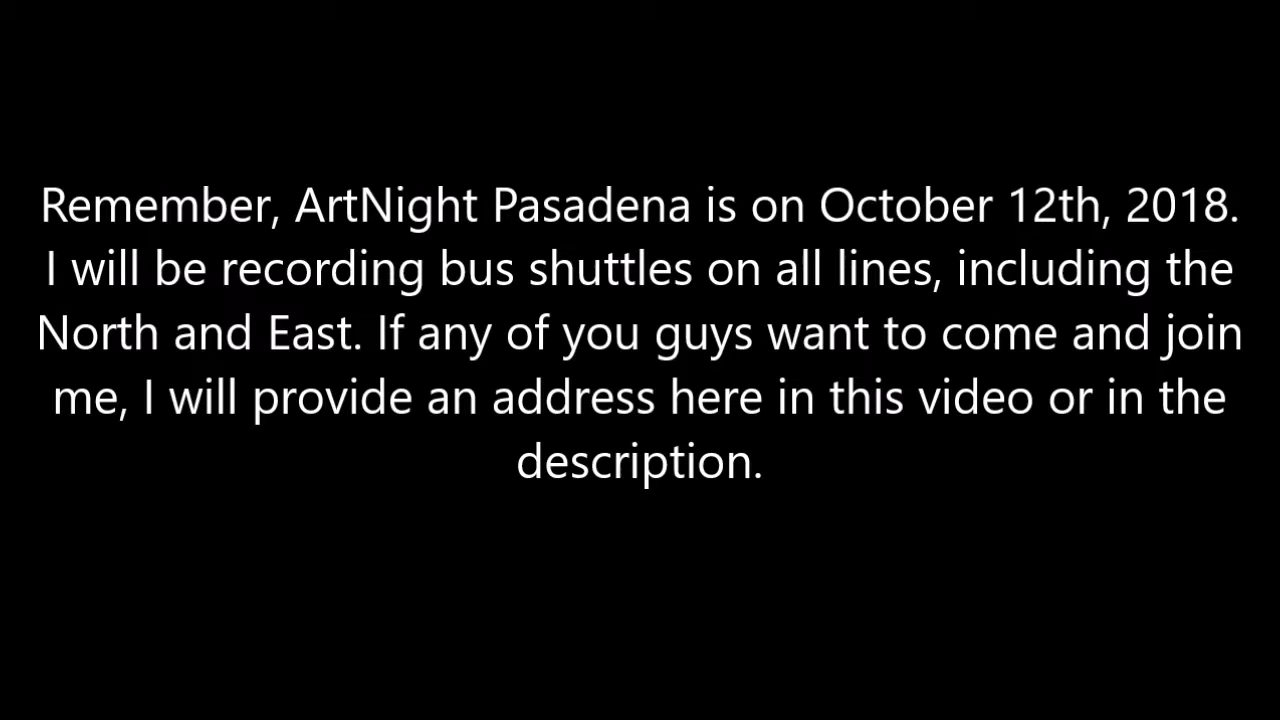 Remember, ArtNight Pasadena is on October 12th, 2018.
I will be recording bus shuttles on all lines, including the
North and East. If any of you guys want to come and join
me, I will provide an address here in this video or in the
description.